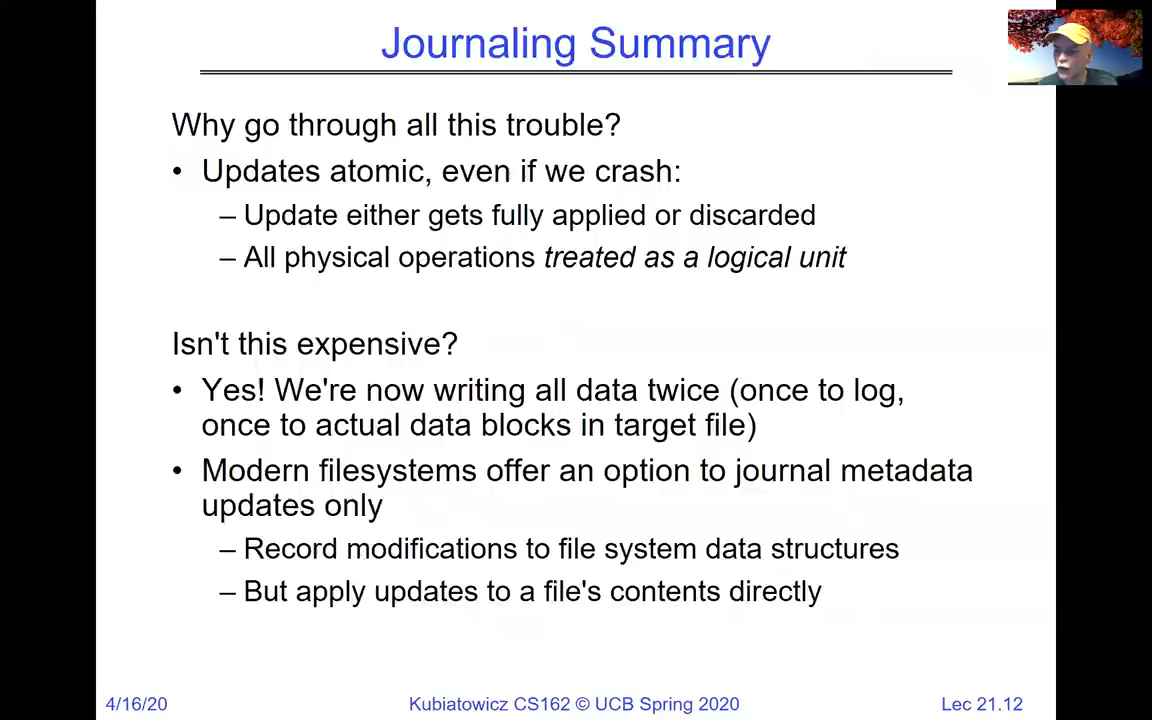 Journaling Summary
Why go through all this trouble?
• Updates atomic, even if we crash:
– Update either gets fully applied or discarded
– All physical operations treated as a logical unit
Isn't this expensive?
• Yes! We're now writing all data twice (once to log,
once to actual data blocks in target file)
• Modern filesystems offer an option to journal metadata
updates only
– Record modifications to file system data structures
– But apply updates to a file's contents directly
4/16/20
Kubiatowicz CS162 © UCB Spring 2020
Lec 21.12